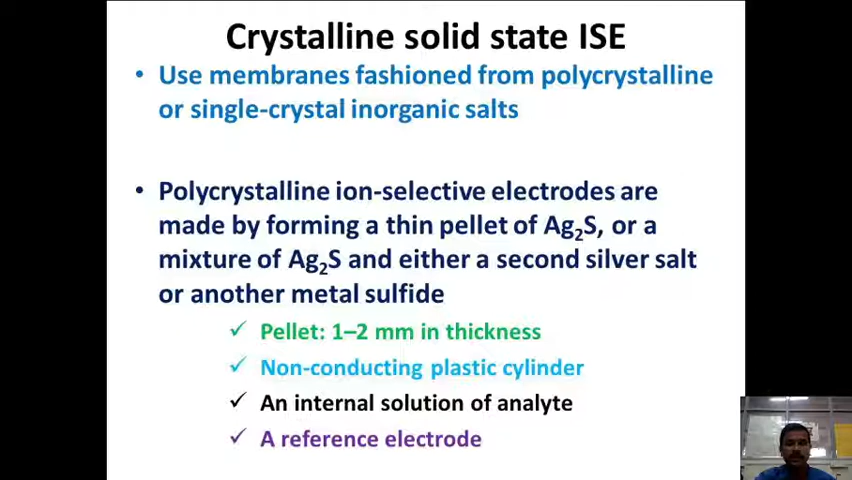 Crystalline solid state ISE
• Use membranes fashioned from polycrystalline
or single-crystal inorganic salts
• Polycrystalline ion-selective electrodes are
made by forming a thin pellet of Ag₂S, or a
mixture of Ag₂S and either a second silver salt
or another metal sulfide
✓ Pellet: 1–2 mm in thickness
✓ Non-conducting plastic cylinder
✓ An internal solution of analyte
✓ A reference electrode